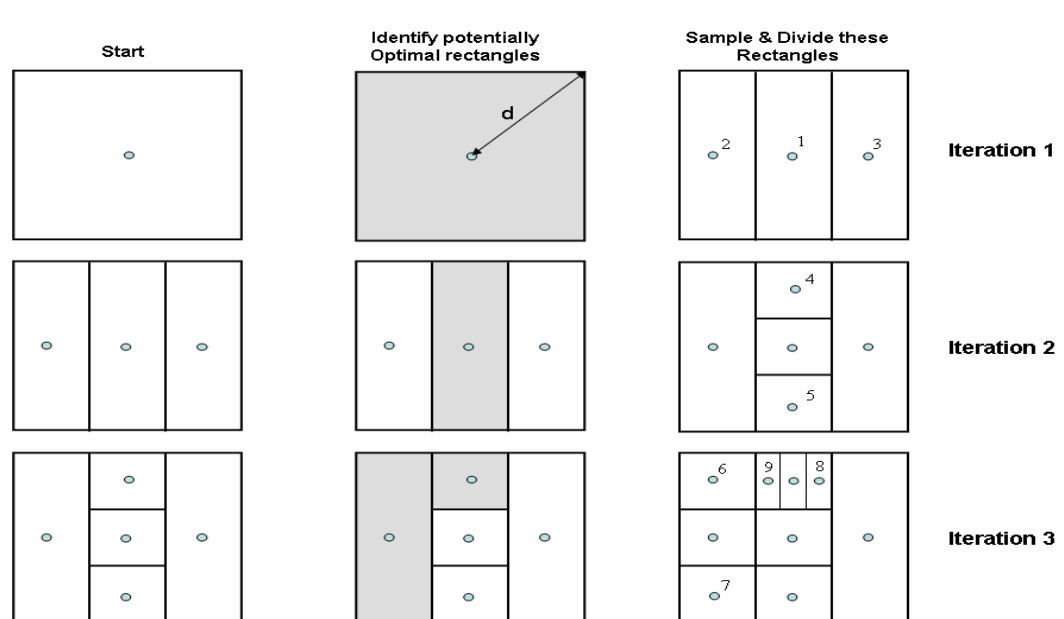 Start
Identify potentially
Optimal rectangles
Sample & Divide these
Rectangles
d
2
1
3
Iteration 1
4
5
Iteration 2
6
9
8
7
Iteration 3